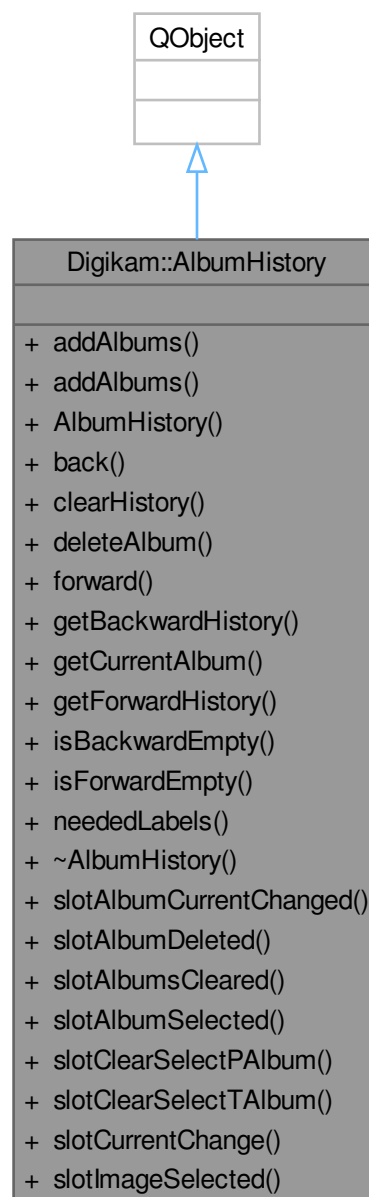 QObject
Digikam::AlbumHistory
+ addAlbums()
+ addAlbums()
+ AlbumHistory()
+ back()
+ clearHistory()
+ deleteAlbum()
+ forward()
+ getBackwardHistory()
+ getCurrentAlbum()
+ getForwardHistory()
+ isBackwardEmpty()
+ isForwardEmpty()
+ neededLabels()
+ ~AlbumHistory()
+ slotAlbumCurrentChanged()
+ slotAlbumDeleted()
+ slotAlbumsCleared()
+ slotAlbumSelected()
+ slotClearSelectPAlbum()
+ slotClearSelectTAlbum()
+ slotCurrentChange()
+ slotImageSelected()